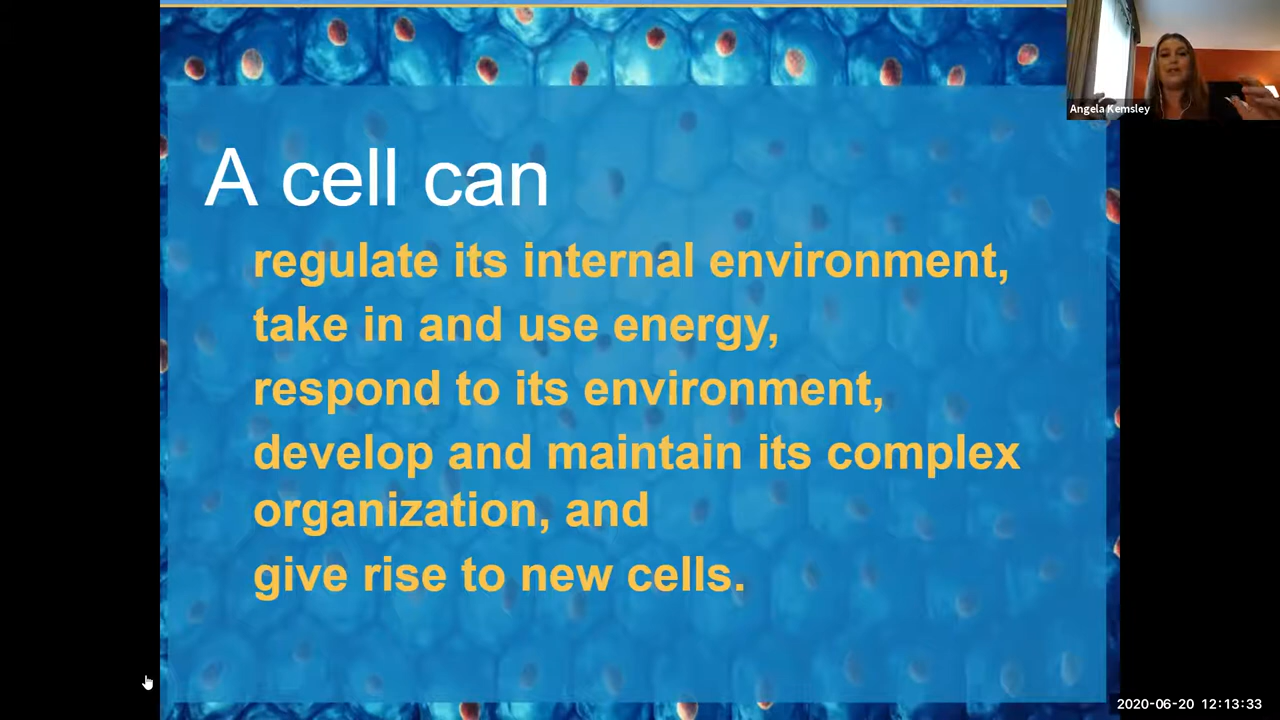 Angela Kemsley
A cell can
regulate its internal environment,
take in and use energy,
respond to its environment,
develop and maintain its complex
organization, and
give rise to new cells.
2020-06-20 12:13:33